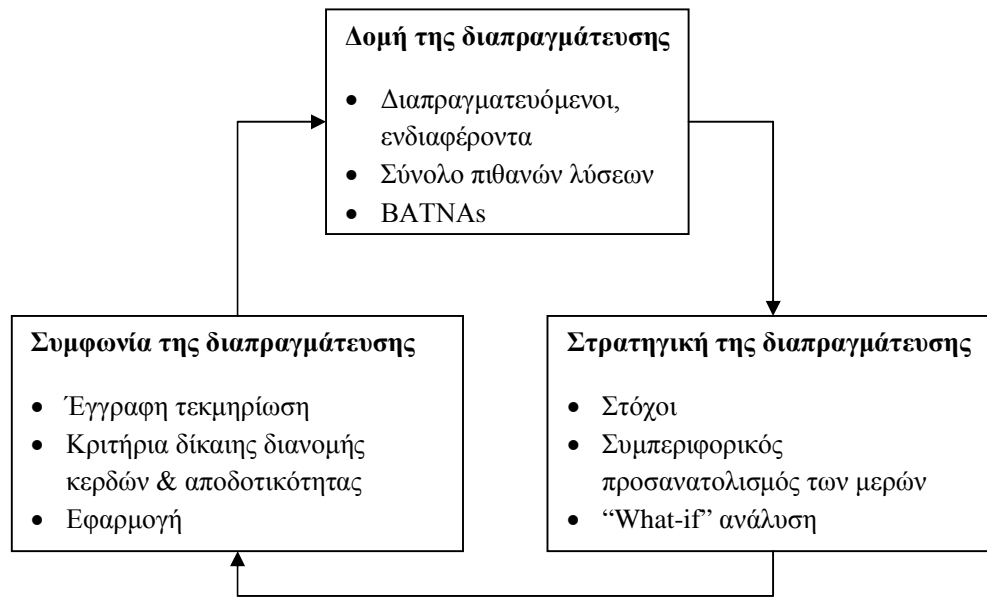 Δομή της διαπραγμάτευσης
• Διαπραγματευόμενοι,
ενδιαφέροντα
• Σύνολο πιθανών λύσεων
• BATNAs
Συμφωνία της διαπραγμάτευσης
• Έγγραφη τεκμηρίωση
• Κριτήρια δίκαιης διανομής
κερδών & αποδοτικότητας
• Εφαρμογή
Στρατηγική της διαπραγμάτευσης
• Στόχοι
• Συμπεριφορικός
προσανατολισμός των μερών
• “What-if” ανάλυση